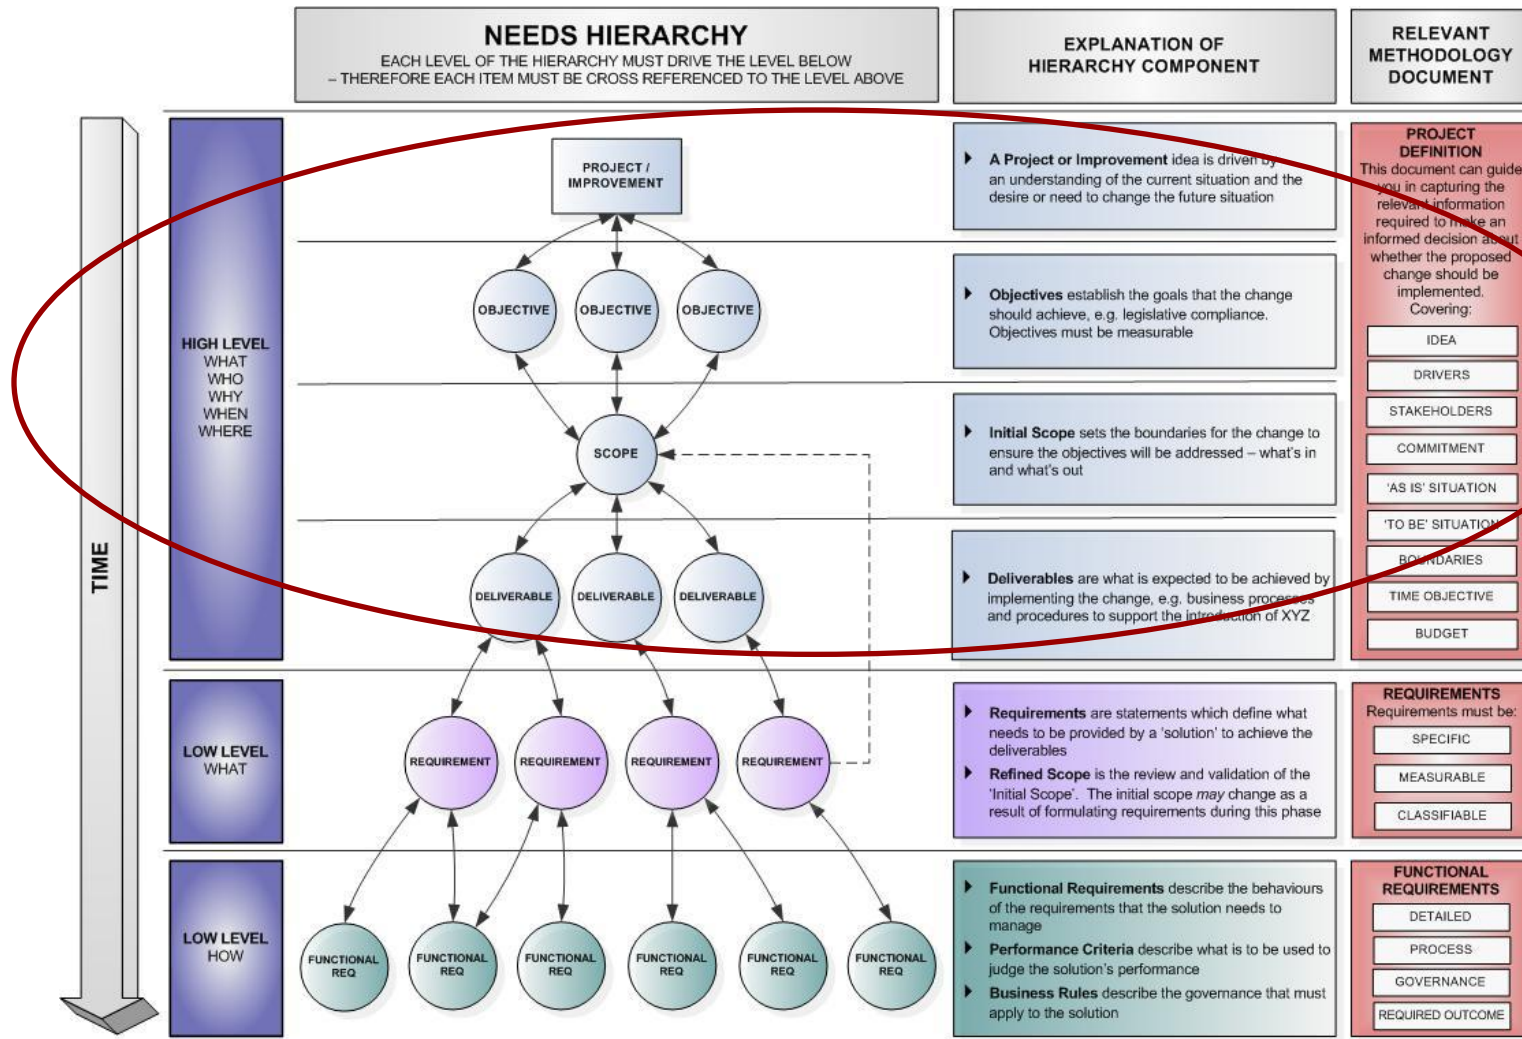 NEEDS HIERARCHY
EACH LEVEL OF THE HIERARCHY MUST DRIVE THE LEVEL BELOW
– THEREFORE EACH ITEM MUST BE CROSS REFERENCED TO THE LEVEL ABOVE
EXPLANATION OF
HIERARCHY COMPONENT
RELEVANT
METHODOLOGY
DOCUMENT
TIME
HIGH LEVEL
WHAT
WHO
WHY
WHEN
WHERE
PROJECT /
IMPROVEMENT
OBJECTIVE
OBJECTIVE
OBJECTIVE
SCOPE
DELIVERABLE
DELIVERABLE
DELIVERABLE
A Project or Improvement idea is driven by
an understanding of the current situation and the
desire or need to change the future situation
Objectives establish the goals that the change
should achieve, e.g. legislative compliance.
Objectives must be measurable
Initial Scope sets the boundaries for the change to
ensure the objectives will be addressed – what's in
and what's out
Deliverables are what is expected to be achieved by
implementing the change, e.g. business processes
and procedures to support the introduction of XYZ
PROJECT
DEFINITION
This document can guide
you in capturing the
relevant information
required to make an
informed decision about
whether the proposed
change should be
implemented.
Covering:
IDEA
DRIVERS
STAKEHOLDERS
COMMITMENT
'AS IS' SITUATION
'TO BE' SITUATION
BOUNDARIES
TIME OBJECTIVE
BUDGET
LOW LEVEL
WHAT
REQUIREMENT
REQUIREMENT
REQUIREMENT
REQUIREMENT
Requirements are statements which define what
needs to be provided by a 'solution' to achieve the
deliverables
Refined Scope is the review and validation of the
'Initial Scope'. The initial scope may change as a
result of formulating requirements during this phase
REQUIREMENTS
Requirements must be:
SPECIFIC
MEASURABLE
CLASSIFIABLE
LOW LEVEL
HOW
FUNCTIONAL
REQ
FUNCTIONAL
REQ
FUNCTIONAL
REQ
FUNCTIONAL
REQ
FUNCTIONAL
REQ
FUNCTIONAL
REQ
Functional Requirements describe the behaviours
of the requirements that the solution needs to
manage
Performance Criteria describe what is to be used to
judge the solution's performance
Business Rules describe the governance that must
apply to the solution
FUNCTIONAL
REQUIREMENTS
DETAILED
PROCESS
GOVERNANCE
REQUIRED OUTCOME